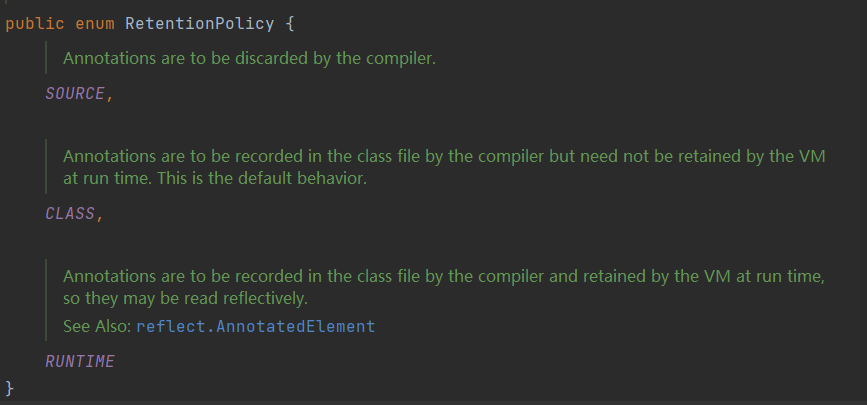 public enum RetentionPolicy {
Annotations are to be discarded by the compiler.
SOURCE,
Annotations are to be recorded in the class file by the compiler but need not be retained by the VM
at run time. This is the default behavior.
CLASS,
Annotations are to be recorded in the class file by the compiler and retained by the VM at run time,
so they may be read reflectively.
See Also: reflect.AnnotatedElement
RUNTIME
}